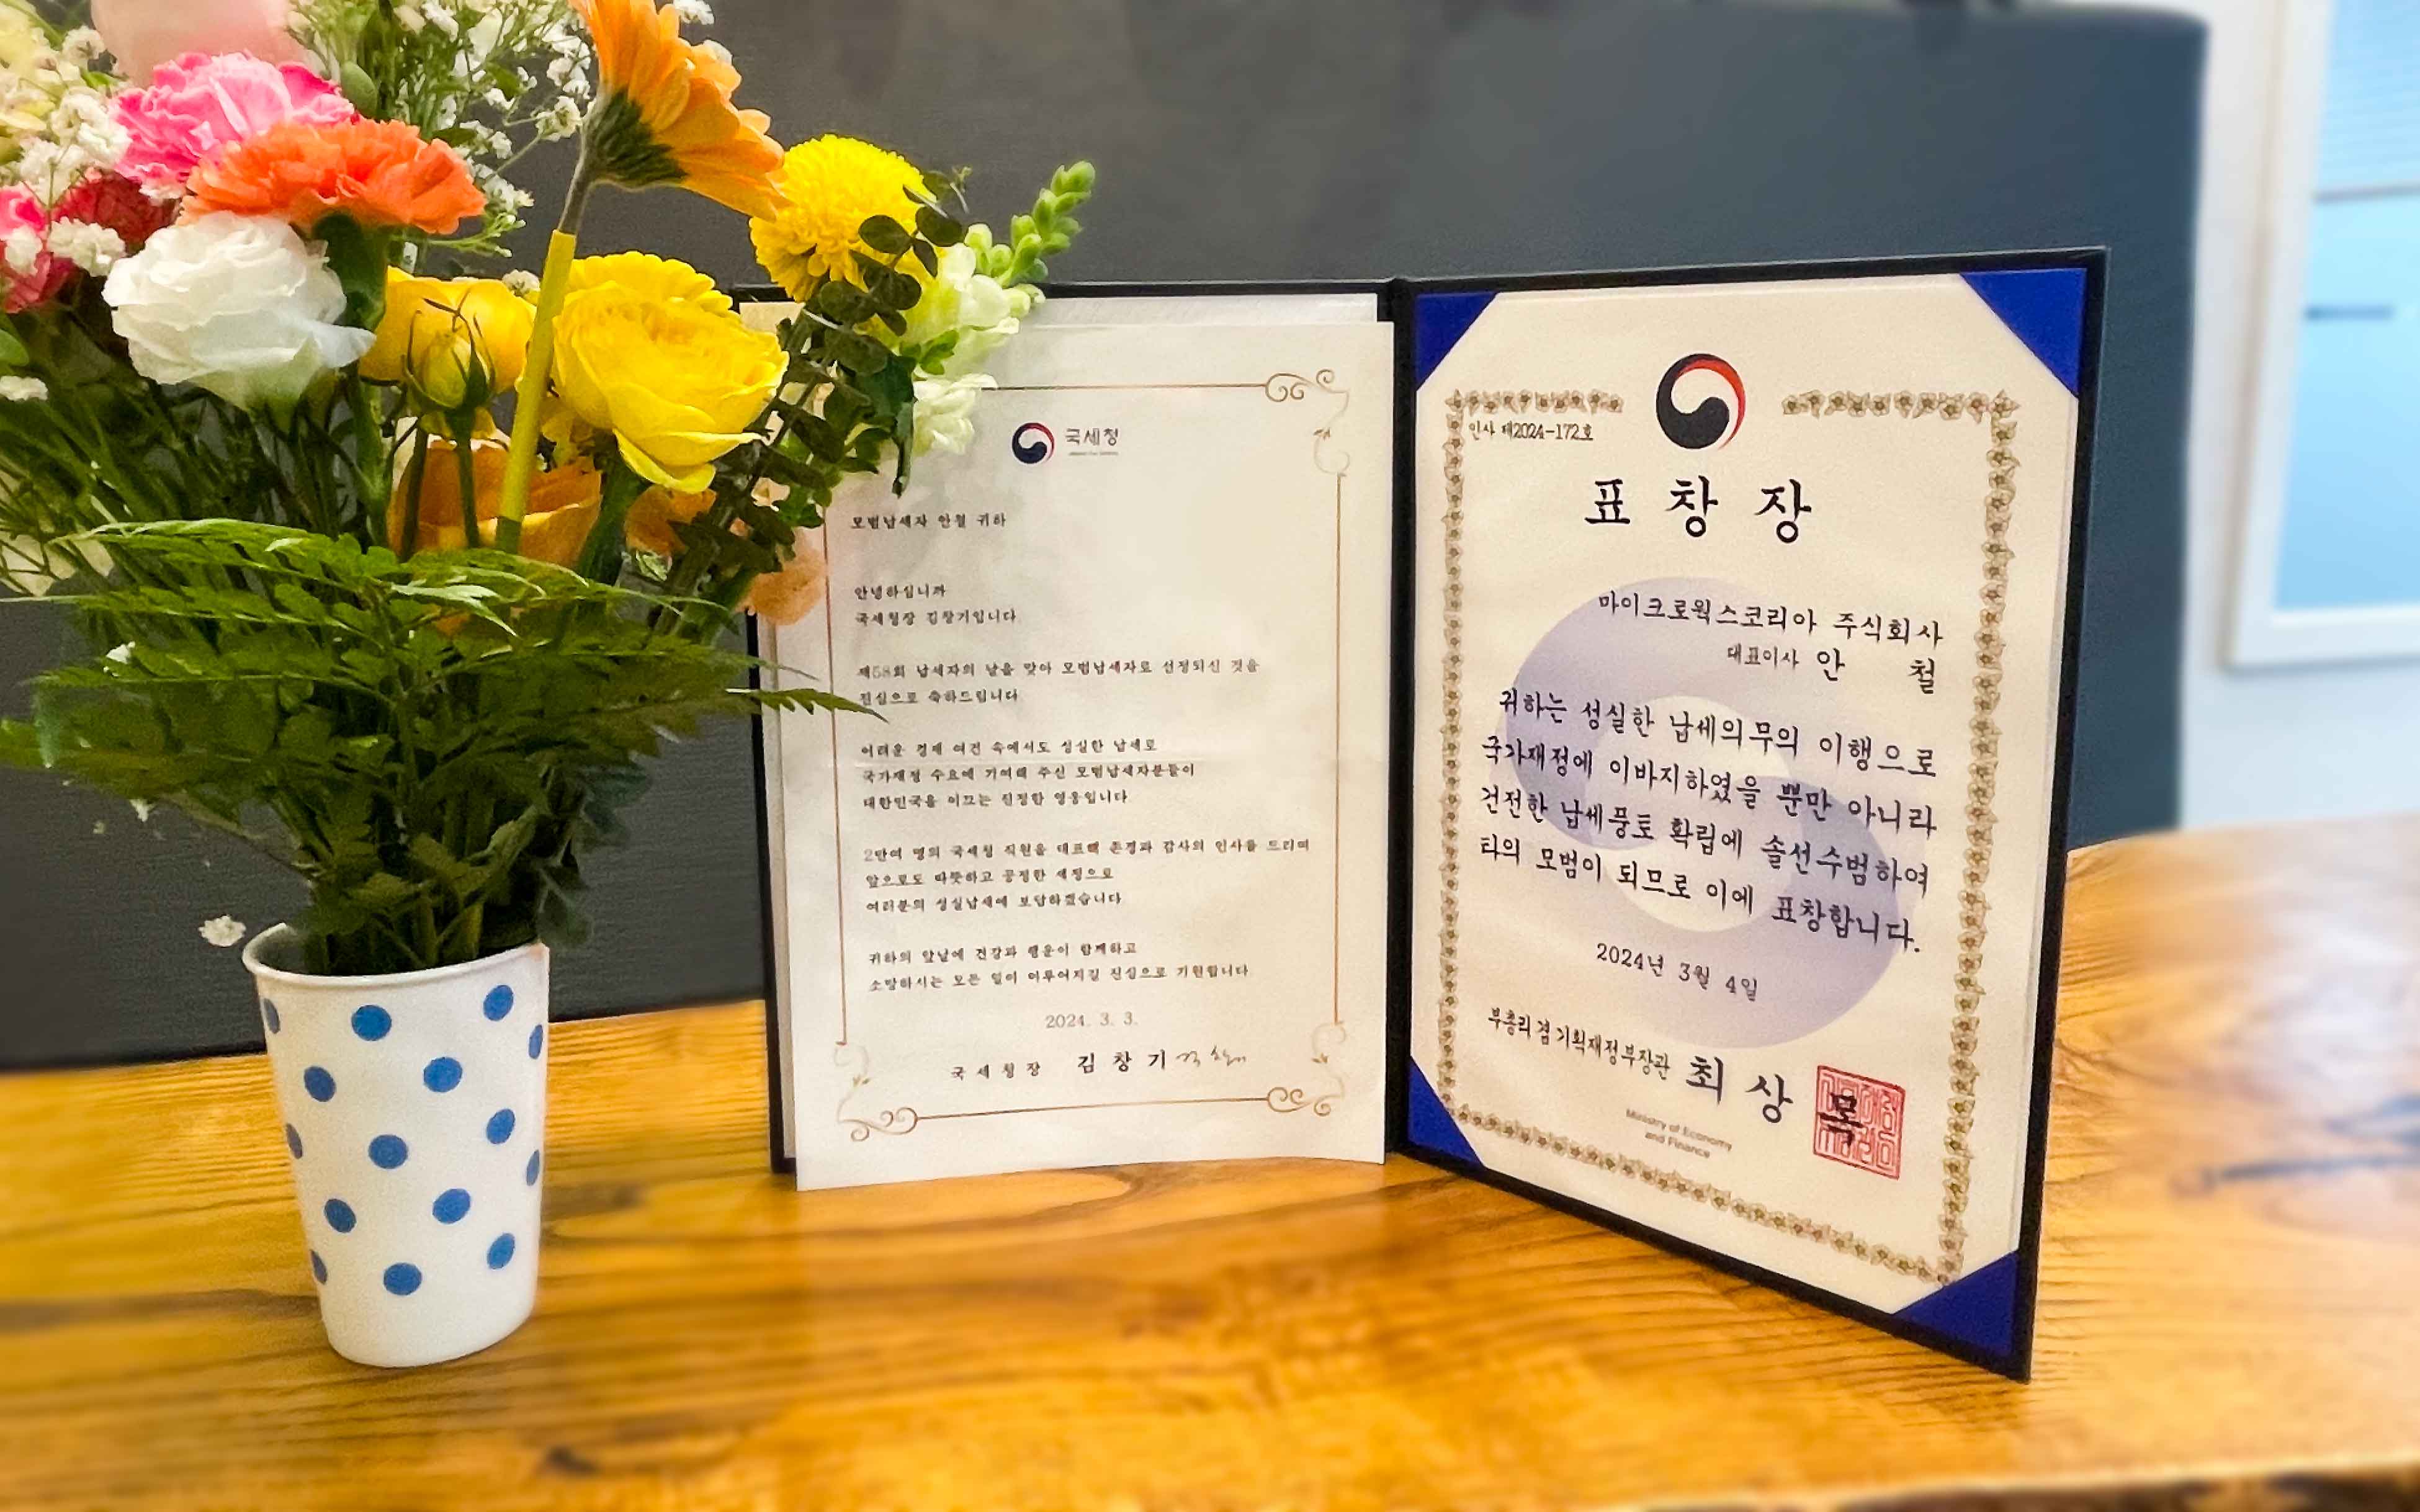 국세청
모범납세자 안철 귀하
안녕하십니까
국세청장 김창기입니다
제58회 납세자의 날을 맞아 모범납세자로 선정되신 것을
진심으로 축하드립니다
어려운 경제 여건 속에서도 성실한 납세로
국가재정 수요에 기여해 주신 모범납세자분들이
대한민국을 이끄는 진정한 영웅입니다
2만여 명의 국세청 직원을 대표해 존경과 감사의 인사를 드리며
앞으로도 따뜻하고 공정한 세정으로
여러분의 성실납세에 보답하겠습니다
귀하의 앞날에 건강과 행운이 함께하고
소망하시는 모든 일이 이루어지길 진심으로 기원합니다
2024. 3. 3.
국세청장 김창기
인사 제2024-172호
표창장
마이크로웍스코리아 주식회사
대표이사 안 철
귀하는 성실한 납세의무의 이행으로
국가재정에 이바지하였을 뿐만 아니라
건전한 납세풍토 확립에 솔선수범하여
타의 모범이 되므로 이에 표창합니다.
2024년 3월 4일
부총리 겸 기획재정부장관 최상목
Ministry of Economy
and Finance